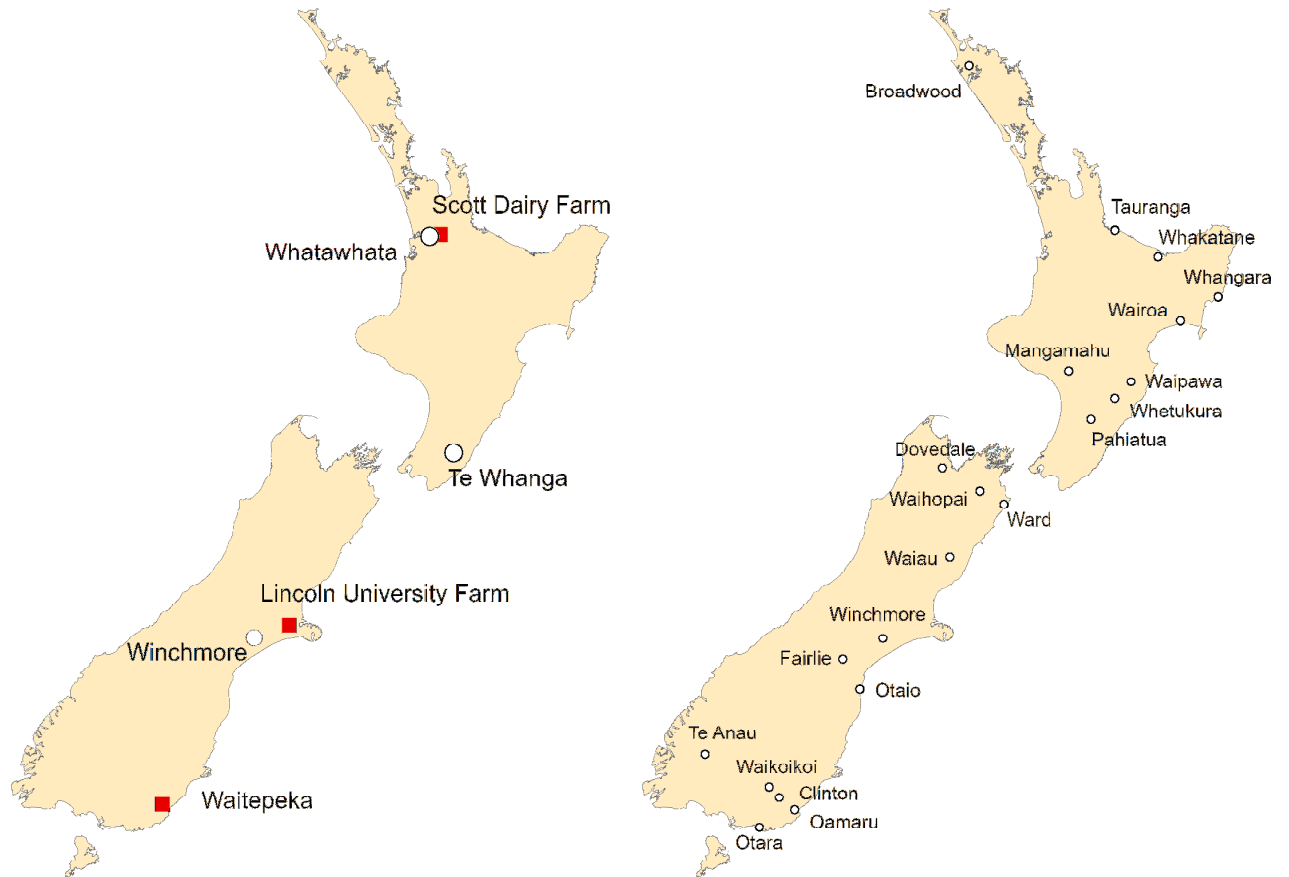 Scott Dairy Farm
Whatawhata
Te Whanga
Lincoln University Farm
Winchmore
Waitepeka
Broadwood
Tauranga
Whakatane
Whangara
Wairoa
Mangamahu
Waipawa
Whetukura
Pahiatua
Dovedale
Waihopai
Ward
Waiau
Winchmore
Fairlie
Otaio
Te Anau
Waikoikoi
Clinton
Oamaru
Otara